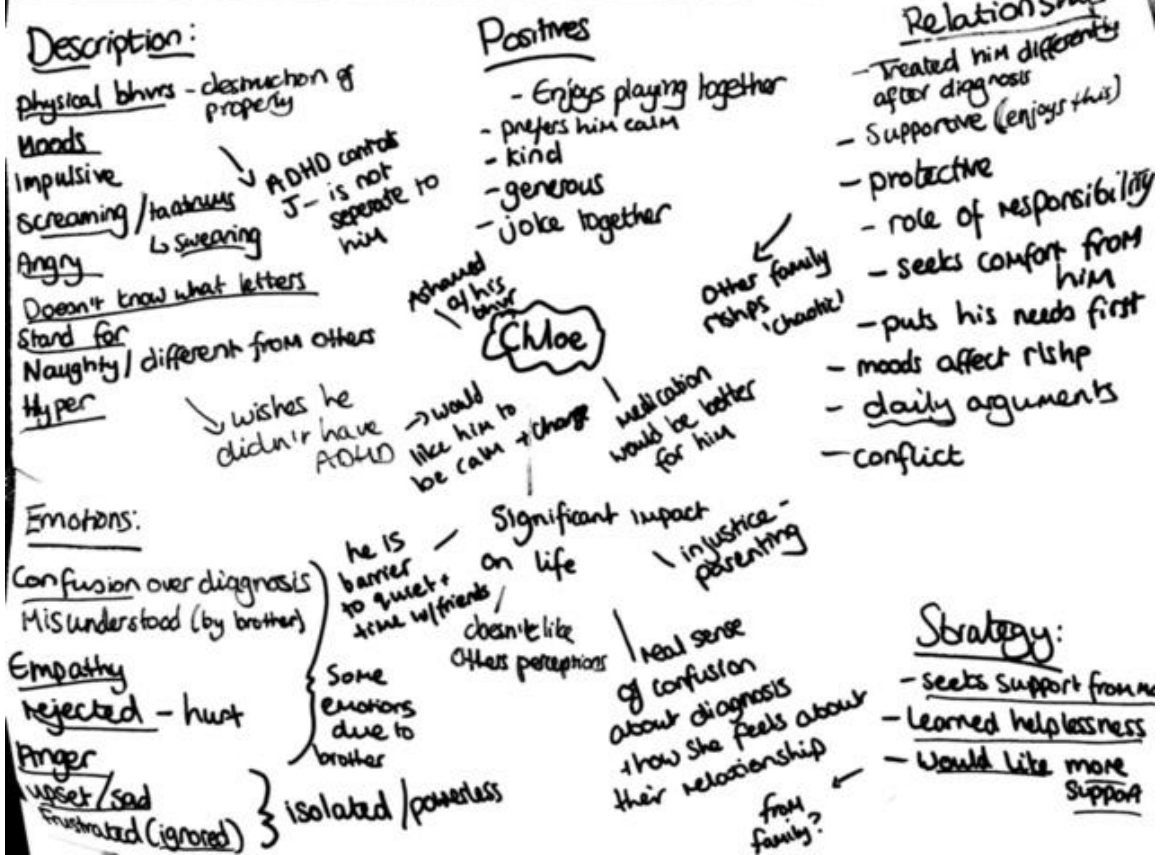 Description:
physical bhvrs - destruction of
property
Moods
Impulsive
Screaming / tantrums
↳ swearing
Angry
Doesn't know what letters
Stand for
Naughty / different from others
Hyper
ADHD controls
J - is not
seperate to
him
wishes he
didn't have
ADHD
→ would
like him to
be calm + change
Positives
- Enjoys playing together
- prefers him calm
- kind
- generous
- joke together
Ashamed
of his
bhvr
Chloe
Other family
rlshps
'chaotic'
Medication
would be better
for him
- Treated him differently
after diagnosis
- Supportive (enjoys this)
- protective
- role of responsibility
- seeks comfort from
him
- puts his needs first
- moods affect rlshp
- daily arguments
- conflict
Emotions:
Confusion over diagnosis
Misunderstood (by brother)
Empathy
rejected - hurt
Anger
upset/sad
frustrated (ignored)
Some
emotions
due to
brother
isolated / powerless
Significant impact
on life
he is
barrier
to quiet +
time w/friends
doesn't like
Others perceptions
injustice -
parenting
real sense
of confusion
about diagnosis
+ how she feels about
their relationship
Strategy:
- seeks support from
- Learned helplessness
- Would like more
support
from
family?